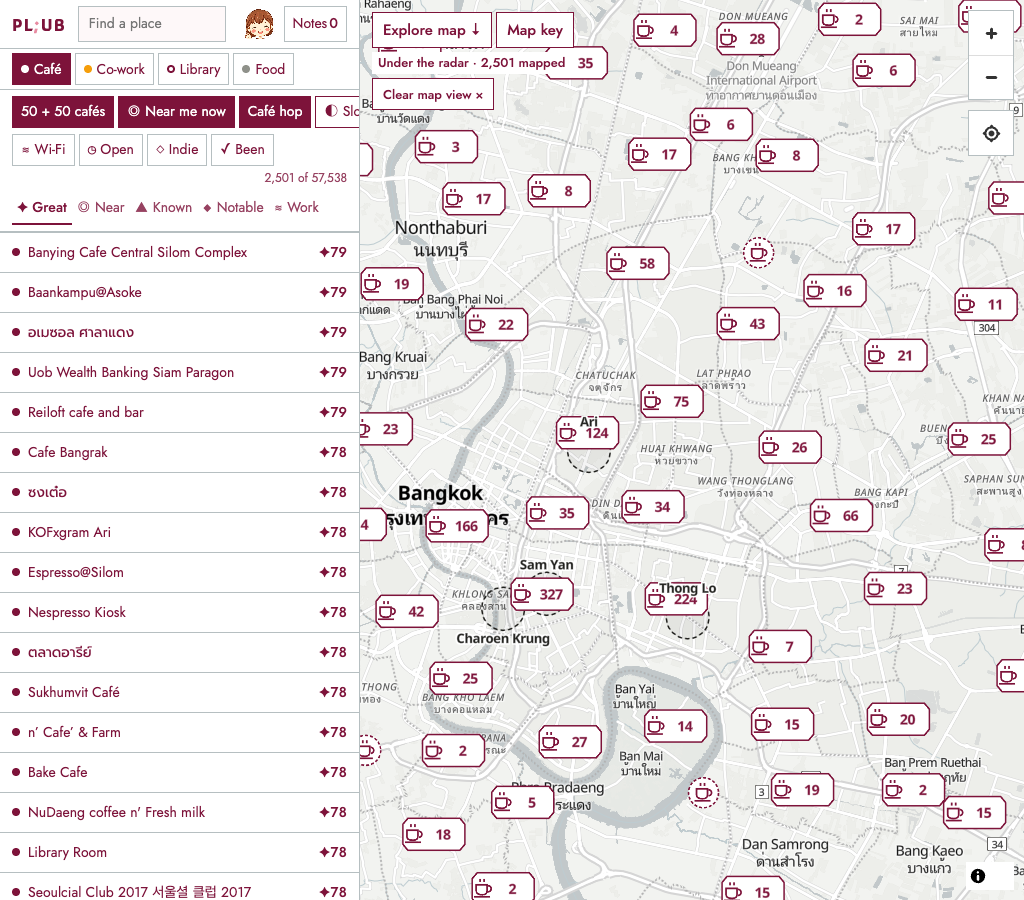 PL:UB
Find a place
Notes 0
Café
Co-work
Library
Food
50 + 50 cafés
Near me now
Café hop
Wi-Fi
Open
Indie
Been
2,501 of 57,538
Great
Near
Known
Notable
Work
Banying Cafe Central Silom Complex ✦79
Baankampu@Asoke ✦79
อเมซอล ศาลาแดง ✦79
Uob Wealth Banking Siam Paragon ✦79
Reiloft cafe and bar ✦79
Cafe Bangrak ✦78
ชงเต๋อ ✦78
KOFxgram Ari ✦78
Espresso@Silom ✦78
Nespresso Kiosk ✦78
ตลาดอารีย์ ✦78
Sukhumvit Café ✦78
n' Cafe' & Farm ✦78
Bake Cafe ✦78
NuDaeng coffee n' Fresh milk ✦78
Library Room ✦78
Seoulcial Club 2017 서울셜 클럽 2017 ✦78
Explore map ↓
Map key
Under the radar · 2,501 mapped
Clear map view ×
35
4
DON MUEANG
28
2
SAI MAI
สายไหม
6
Don Mueang
International Airport
ท่าอากาศยานดอนเมือง
9
บ้านวัดแดง
3
6
17
8
17
8
Nonthaburi
นนทบุรี
17
58
19
16
11
Bang Phai Noi
22
43
304
21
Bang Kruai
บางกรวย
CHATUCHAK
จตุจักร
LAT PHRAO
ลาดพร้าว
75
23
Ari
124
HUAI KHWANG
ห้วยขวาง
26
25
WANG THONGLANG
วังทองหลาง
Bangkok
166
35
34
BANG KAPI
66
4
7
Sam Yan
327
Thong Lo
224
23
42
Charoen Krung
7
25
BANG KHO LAEM
บางคอแหลม
Ban Yai
บ้านใหญ่
14
15
20
2
27
Ban Mai
บ้านใหม่
Ban Prem Ruethai
5
3
19
2
15
18
Dan Samrong
ด่านสำโรง
Bang Kaeo
บางแก้ว
34
2
15